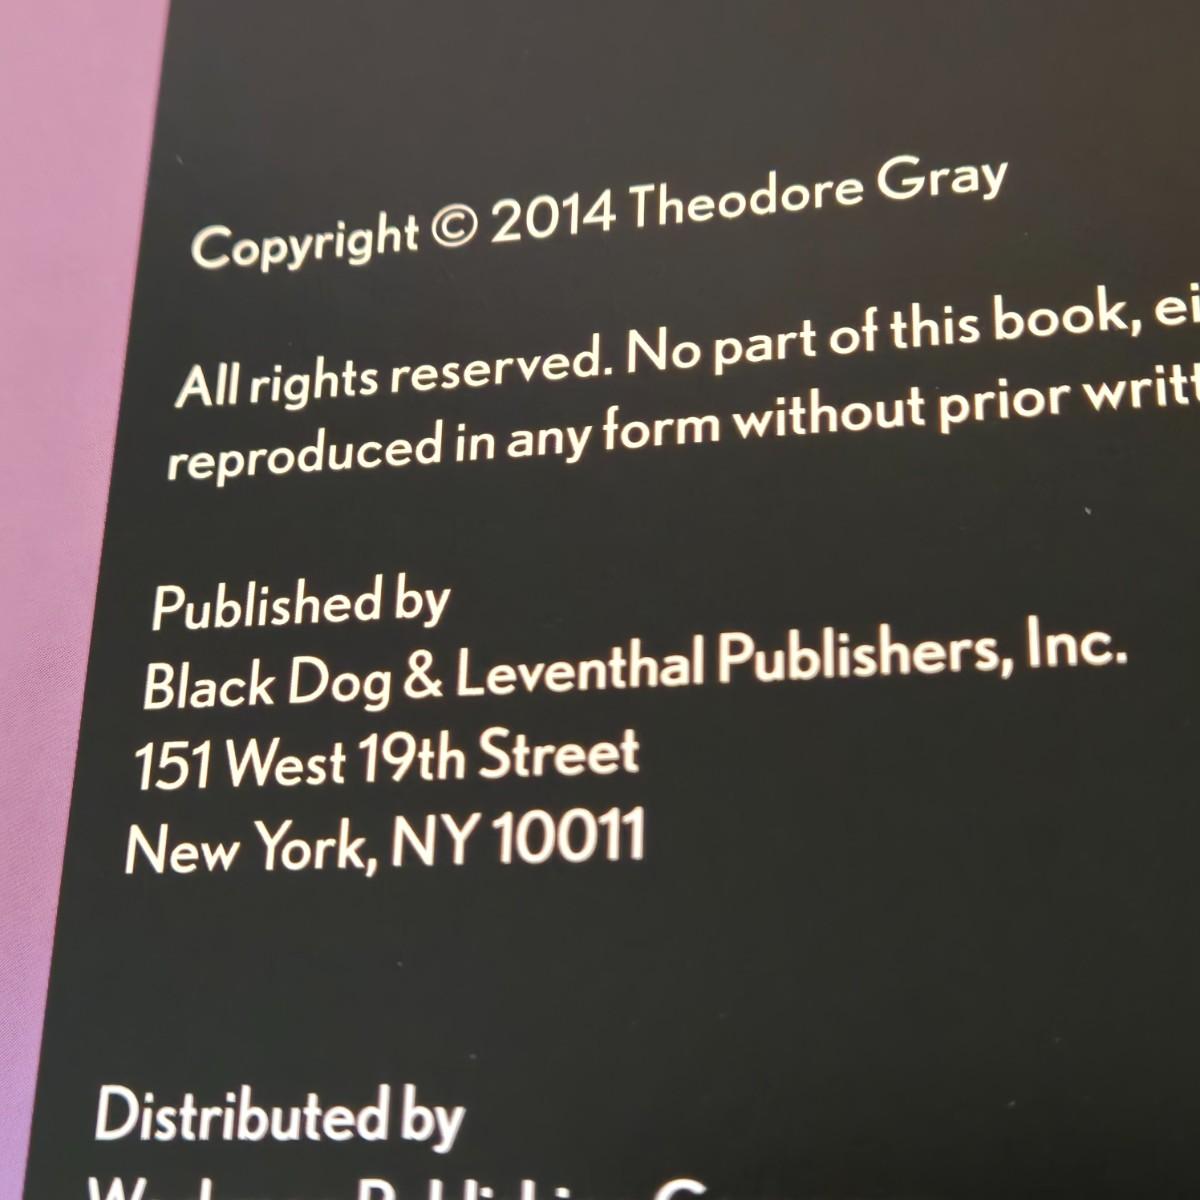 Copyright © 2014 Theodore Gray
All rights reserved. No part of this book,
reproduced in any form without prior
Published by
Black Dog & Leventhal Publishers, Inc.
151 West 19th Street
New York, NY 10011
Distributed by